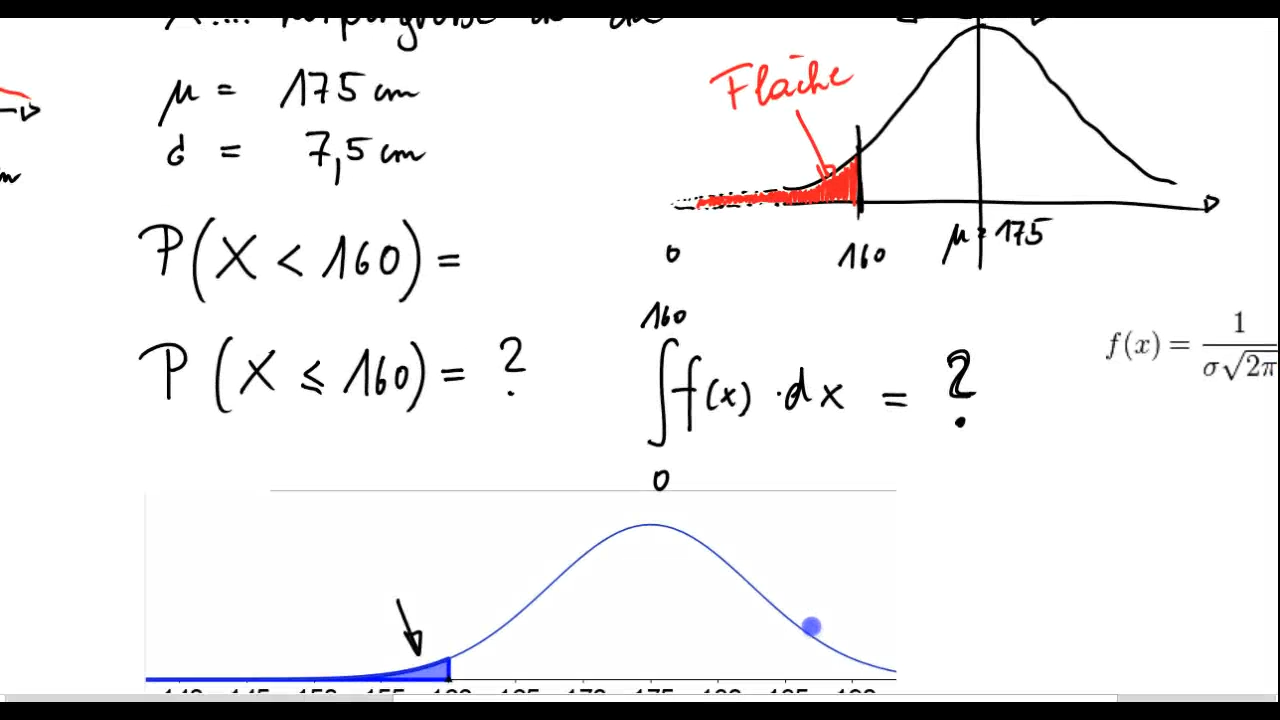 μ = 175 cm
σ = 7,5 cm
P(X < 160) =
P(X ≤ 160) = ?
Fläche
0 160 μ = 175
160
∫ f(x) · dx = ?
0
f(x) = 1
σ√2π